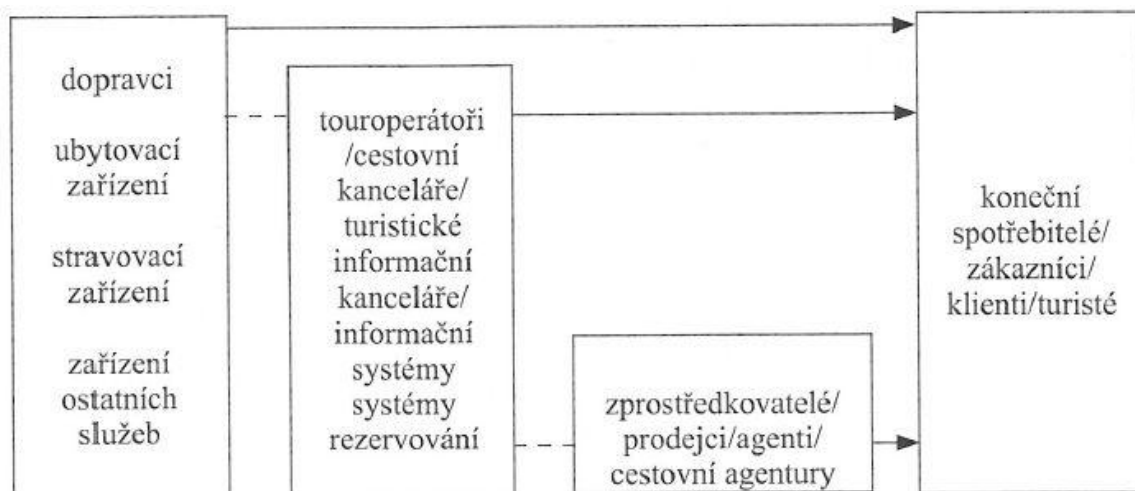 dopravci
ubytovací
zařízení
stravovací
zařízení
zařízení
ostatních
služeb
touroperátoři
/cestovní
kanceláře/
turistické
informační
kanceláře/
informační
systémy
systémy
rezervování
zprostředkovatelé/
prodejci/agenti/
cestovní agentury
koneční
spotřebitelé/
zákazníci/
klienti/turisté